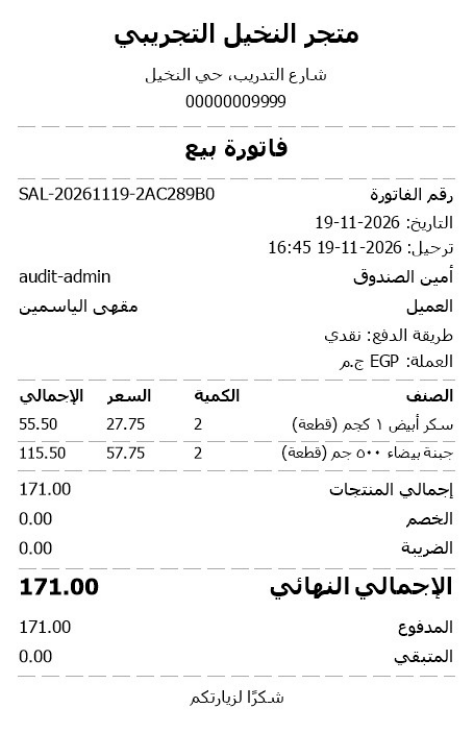 متجر النخيل التجريبي
شارع التدريب، حي النخيل
00000009999
فاتورة بيع
رقم الفاتورة SAL-20261119-2AC289B0
التاريخ: 2026-11-19
ترحيل: 2026-11-19 16:45
أمين الصندوق audit-admin
العميل مقهى الياسمين
طريقة الدفع: نقدي
العملة: EGP ج.م
الصنف الكمية السعر الإجمالي
سكر أبيض ١ كجم (قطعة) 2 27.75 55.50
جبنة بيضاء ٥٠٠ جم (قطعة) 2 57.75 115.50
إجمالي المنتجات 171.00
الخصم 0.00
الضريبة 0.00
الإجمالي النهائي 171.00
المدفوع 171.00
المتبقي 0.00
شكرًا لزيارتكم